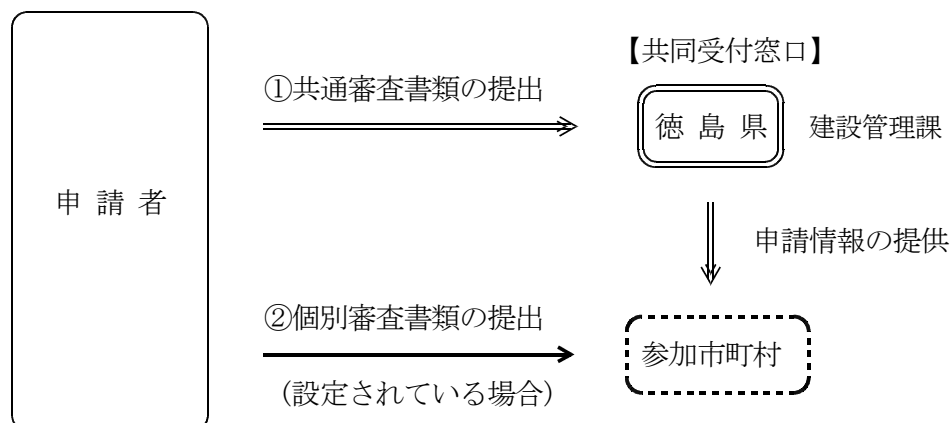 【共同受付窓口】
①共通審査書類の提出
徳 島 県 建設管理課
申 請 者
申請情報の提供
②個別審査書類の提出
参加市町村
(設定されている場合)